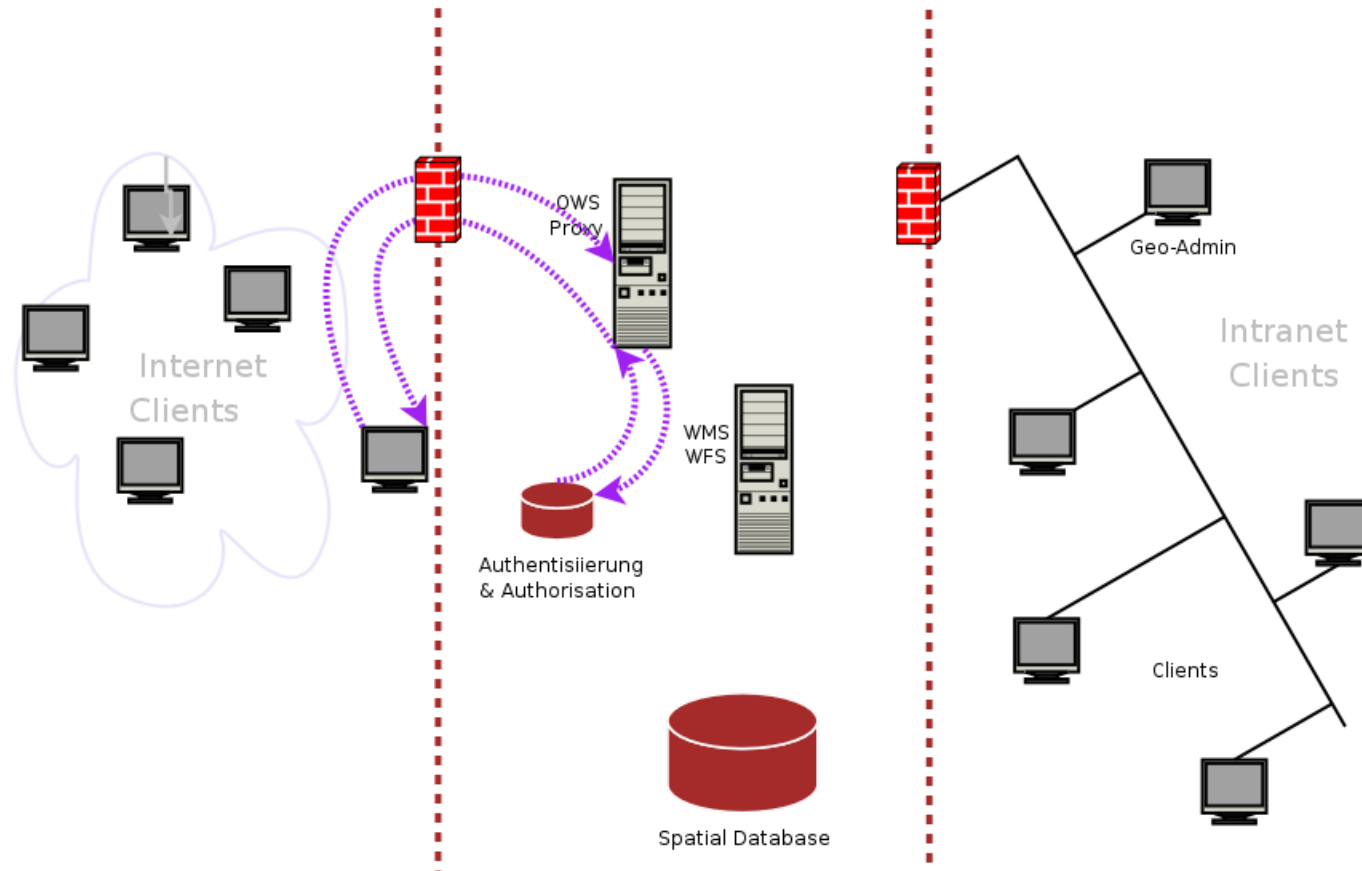 OWS
Proxy
Geo-Admin
Internet
Clients
Intranet
Clients
WMS
WFS
Authentisiierung
& Authorisation
Clients
Spatial Database